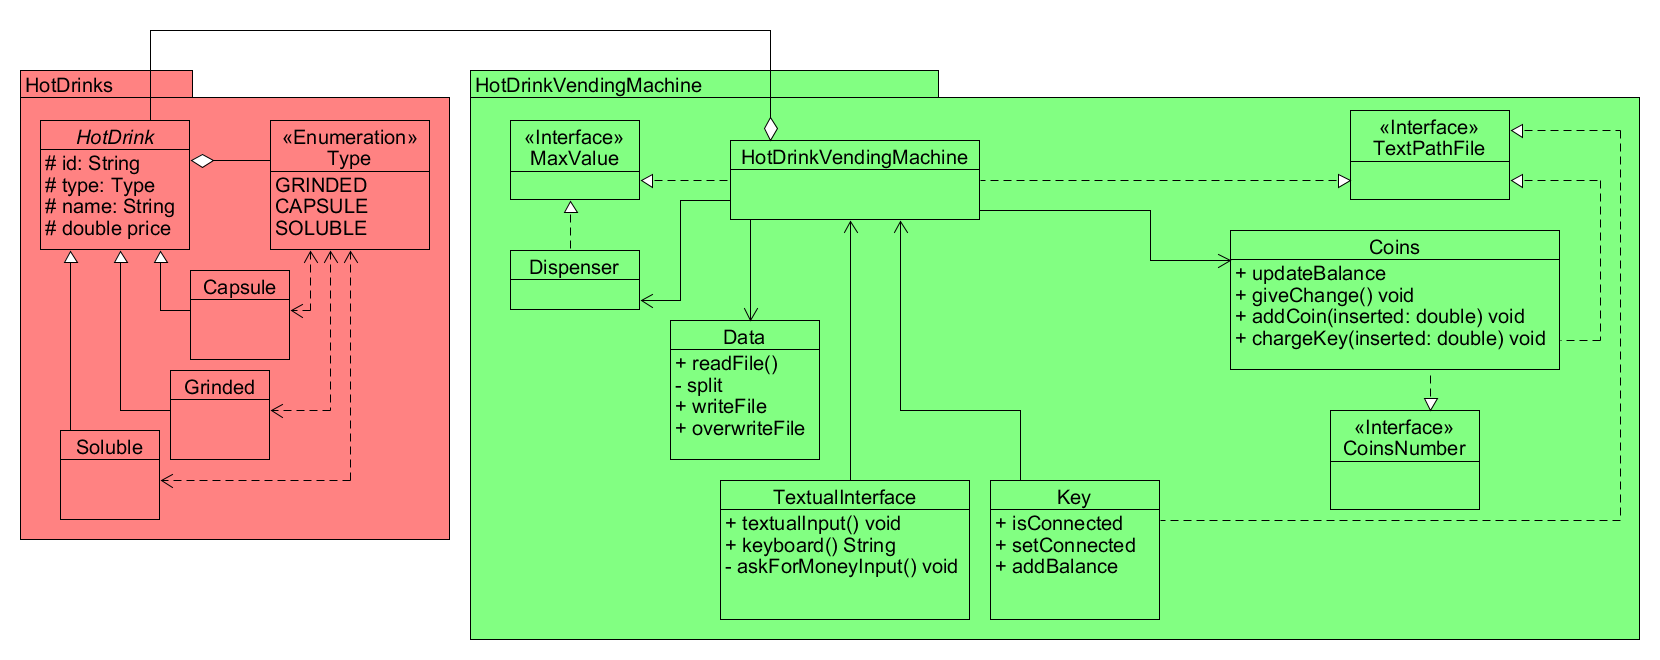 HotDrinks
HotDrink
# id: String
# type: Type
# name: String
# double price
«Enumeration»
Type
GRINDED
CAPSULE
SOLUBLE
Capsule
Grinded
Soluble
HotDrinkVendingMachine
«Interface»
MaxValue
HotDrinkVendingMachine
«Interface»
TextPathFile
Dispenser
Coins
+ updateBalance
+ giveChange() void
+ addCoin(inserted: double) void
+ chargeKey(inserted: double) void
Data
+ readFile()
- split
+ writeFile
+ overwriteFile
«Interface»
CoinsNumber
TextualInterface
+ textualInput() void
+ keyboard() String
- askForMoneyInput() void
Key
+ isConnected
+ setConnected
+ addBalance